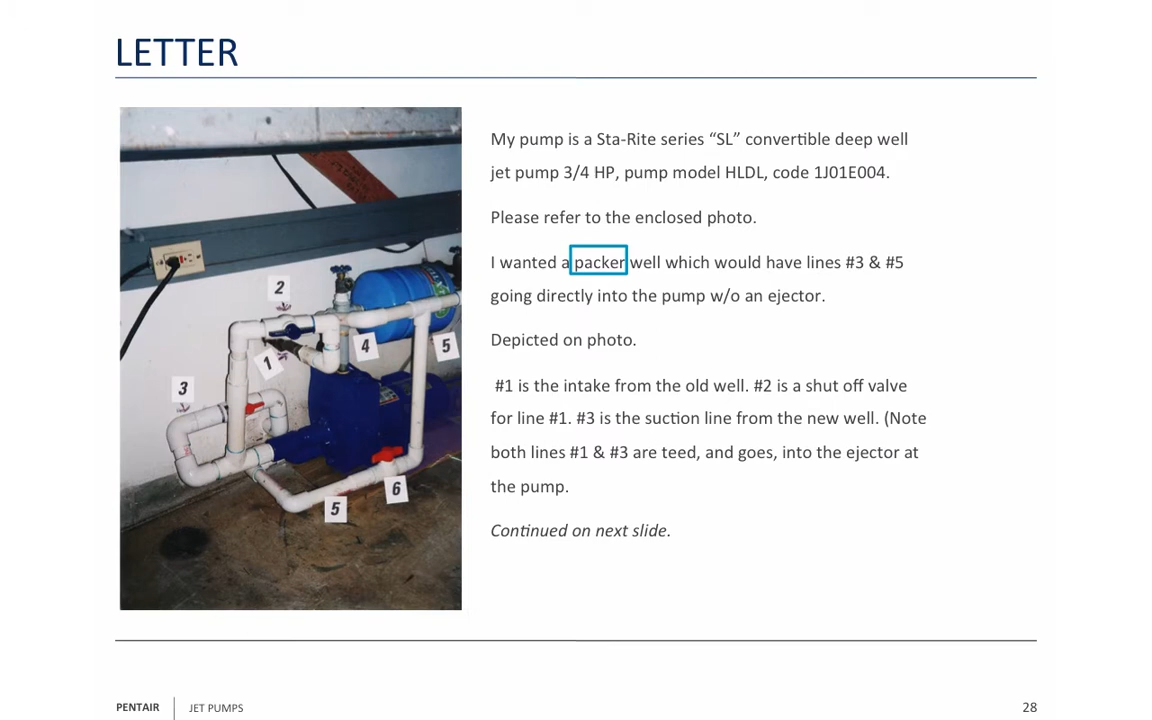 LETTER
My pump is a Sta-Rite series “SL” convertible deep well
jet pump 3/4 HP, pump model HLDL, code 1J01E004.
Please refer to the enclosed photo.
I wanted a packer well which would have lines #3 & #5
going directly into the pump w/o an ejector.
Depicted on photo.
#1 is the intake from the old well. #2 is a shut off valve
for line #1. #3 is the suction line from the new well. (Note
both lines #1 & #3 are teed, and goes, into the ejector at
the pump.
Continued on next slide.
2
1
4
5
3
6
5
PENTAIR
JET PUMPS
28